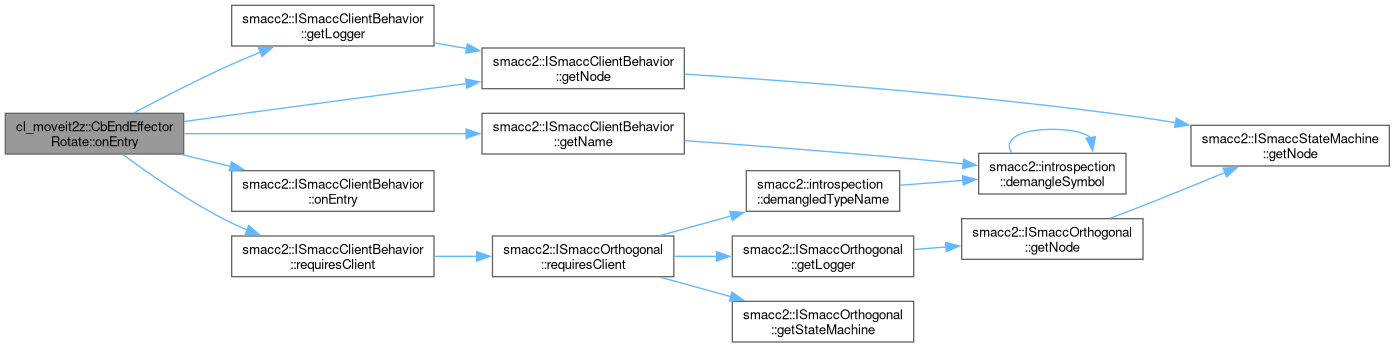 smacc2::ISmaccClientBehavior
::getLogger
smacc2::ISmaccClientBehavior
::getNode
cl_moveit2z::CbEndEffector
Rotate::onEntry
smacc2::ISmaccClientBehavior
::getName
smacc2::ISmaccStateMachine
::getNode
smacc2::introspection
::demangleSymbol
smacc2::ISmaccClientBehavior
::onEntry
smacc2::introspection
::demangledTypeName
smacc2::ISmaccClientBehavior
::requiresClient
smacc2::ISmaccOrthogonal
::requiresClient
smacc2::ISmaccOrthogonal
::getLogger
smacc2::ISmaccOrthogonal
::getNode
smacc2::ISmaccOrthogonal
::getStateMachine